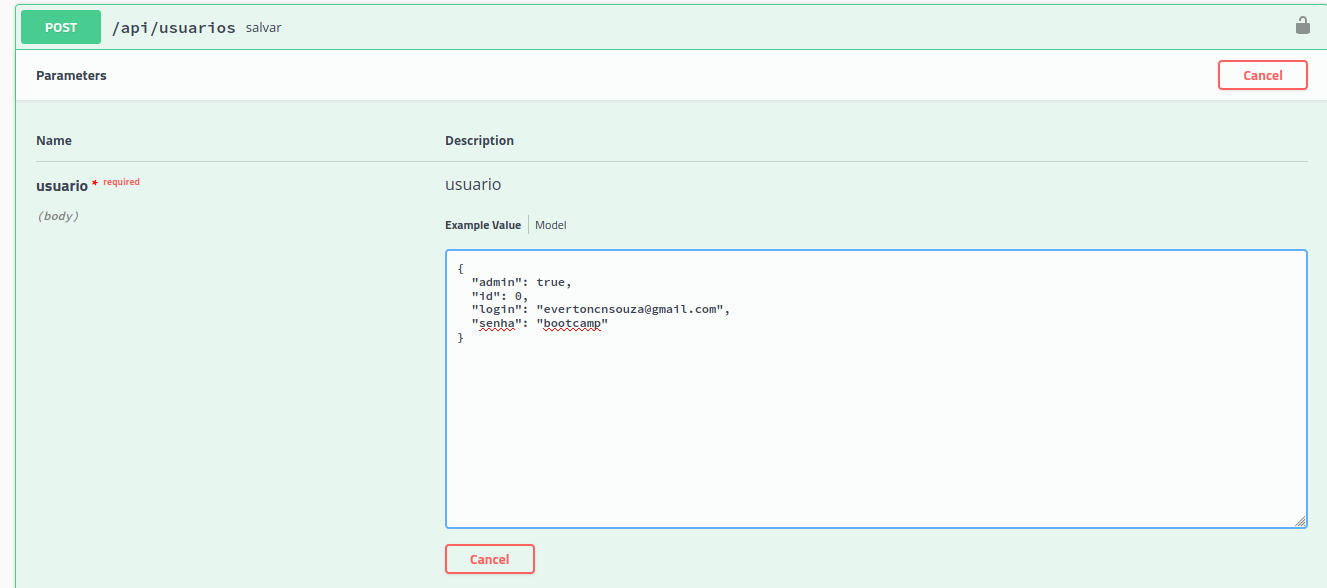 POST /api/usuarios salvar
Parameters Cancel
Name Description
usuario * required usuario
(body)
Example Value Model
{
"admin": true,
"id": 0,
"login": "evertoncnsouza@gmail.com",
"senha": "bootcamp"
}
Cancel